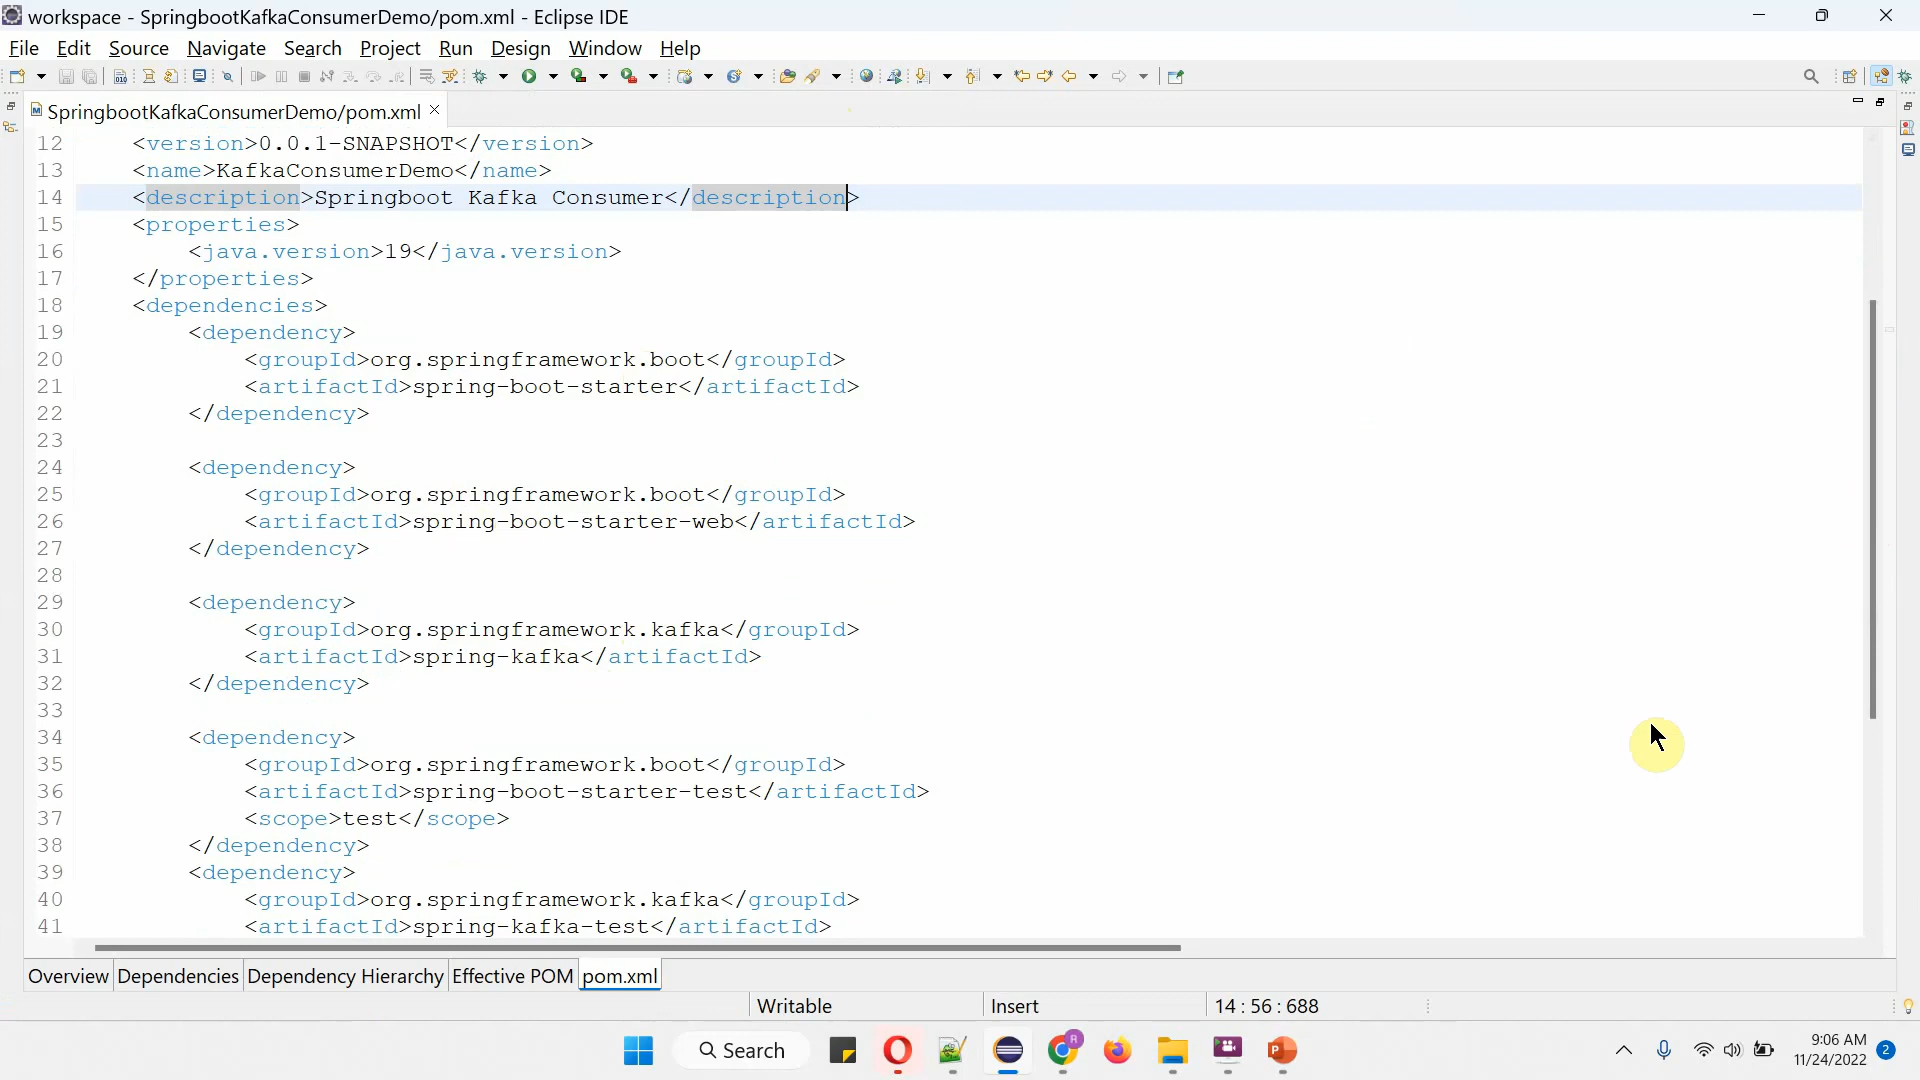 workspace - SpringbootKafkaConsumerDemo/pom.xml - Eclipse IDE
File Edit Source Navigate Search Project Run Design Window Help
SpringbootKafkaConsumerDemo/pom.xml
12 <version>0.0.1-SNAPSHOT</version>
13 <name>KafkaConsumerDemo</name>
14 <description>Springboot Kafka Consumer</description>
15 <properties>
16 <java.version>19</java.version>
17 </properties>
18 <dependencies>
19 <dependency>
20 <groupId>org.springframework.boot</groupId>
21 <artifactId>spring-boot-starter</artifactId>
22 </dependency>
23
24 <dependency>
25 <groupId>org.springframework.boot</groupId>
26 <artifactId>spring-boot-starter-web</artifactId>
27 </dependency>
28
29 <dependency>
30 <groupId>org.springframework.kafka</groupId>
31 <artifactId>spring-kafka</artifactId>
32 </dependency>
33
34 <dependency>
35 <groupId>org.springframework.boot</groupId>
36 <artifactId>spring-boot-starter-test</artifactId>
37 <scope>test</scope>
38 </dependency>
39 <dependency>
40 <groupId>org.springframework.kafka</groupId>
41 <artifactId>spring-kafka-test</artifactId>
Overview Dependencies Dependency Hierarchy Effective POM pom.xml
Writable Insert 14 : 56 : 688
Search
9:06 AM
11/24/2022
2